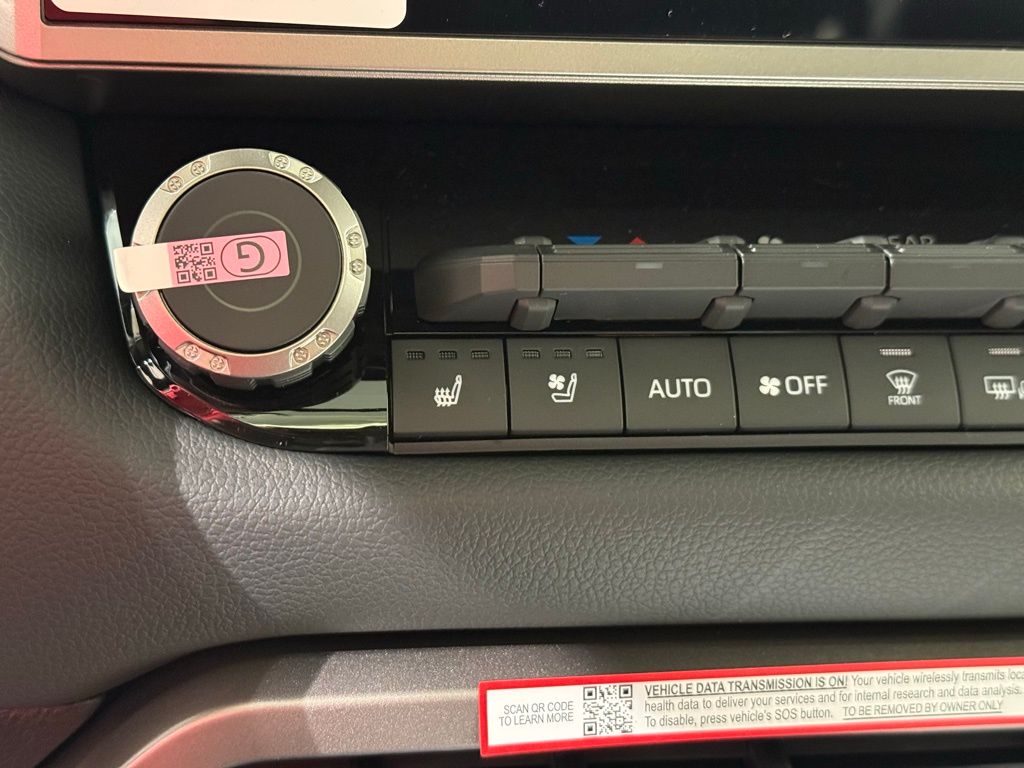 G
AUTO
OFF
FRONT
SCAN QR CODE
TO LEARN MORE
VEHICLE DATA TRANSMISSION IS ON! Your vehicle wirelessly transmits
health data to deliver your services and for internal research and data analysis.
To disable, press vehicle's SOS button. TO BE REMOVED BY OWNER ONLY